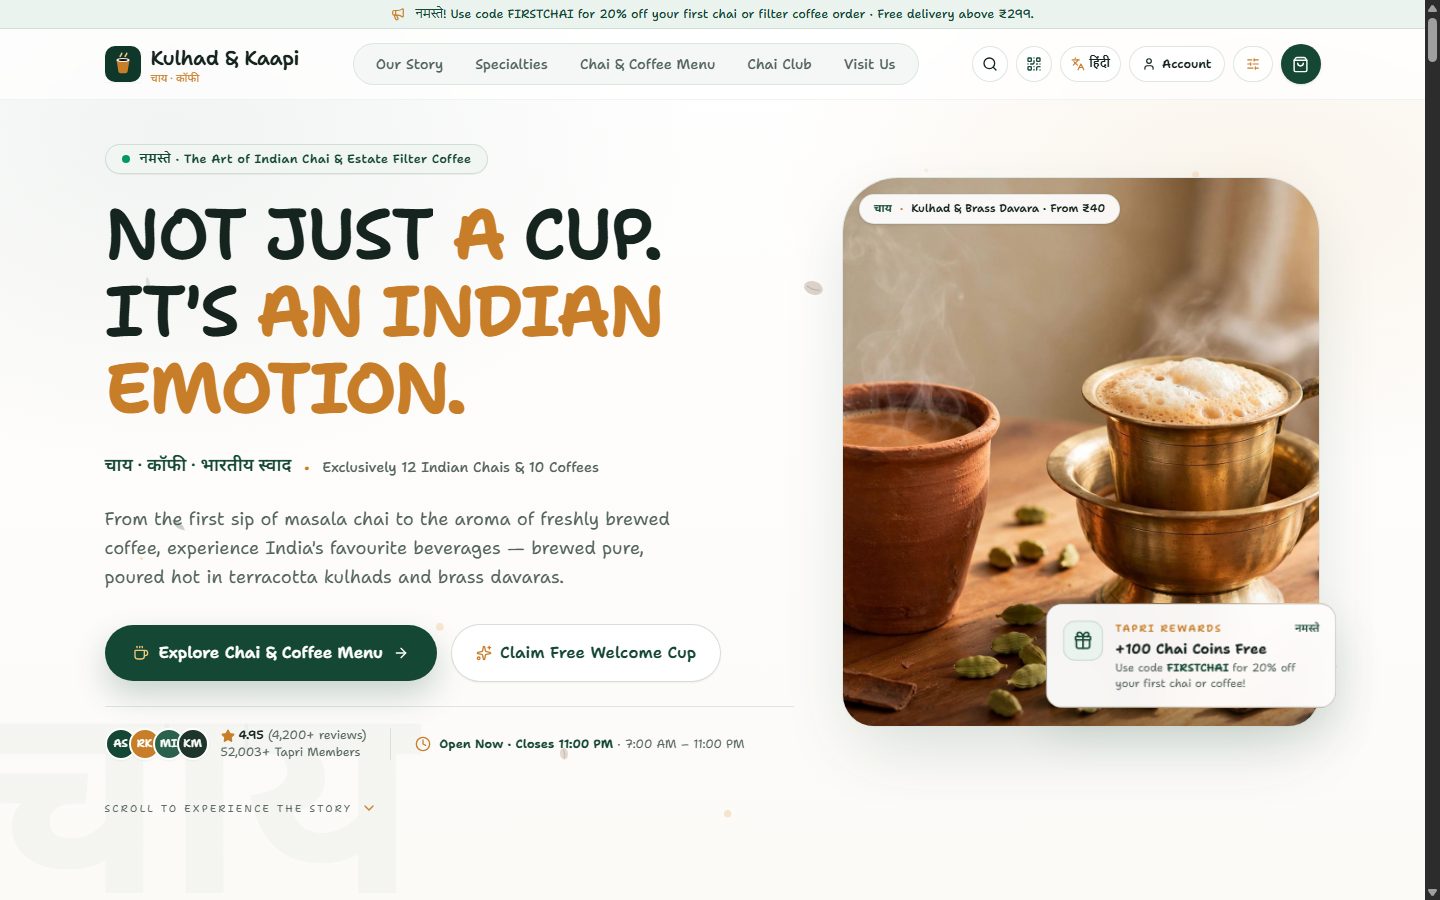 नमस्ते! Use code FIRSTCHAI for 20% off your first chai or filter coffee order · Free delivery above ₹299.
Kulhad & Kaapi
चाय · कॉफी
Our Story
Specialties
Chai & Coffee Menu
Chai Club
Visit Us
हिंदी
Account
नमस्ते · The Art of Indian Chai & Estate Filter Coffee
NOT JUST A CUP.
IT'S AN INDIAN
EMOTION.
चाय · कॉफी · भारतीय स्वाद • Exclusively 12 Indian Chais & 10 Coffees
From the first sip of masala chai to the aroma of freshly brewed
coffee, experience India's favourite beverages — brewed pure,
poured hot in terracotta kulhads and brass davaras.
Explore Chai & Coffee Menu →
Claim Free Welcome Cup
AS RK MI KM
4.95 (4,200+ reviews)
52,003+ Tapri Members
Open Now · Closes 11:00 PM · 7:00 AM – 11:00 PM
SCROLL TO EXPERIENCE THE STORY
चाय
चाय · Kulhad & Brass Davara · From ₹40
TAPRI REWARDS
नमस्ते
+100 Chai Coins Free
Use code FIRSTCHAI for 20% off
your first chai or coffee!